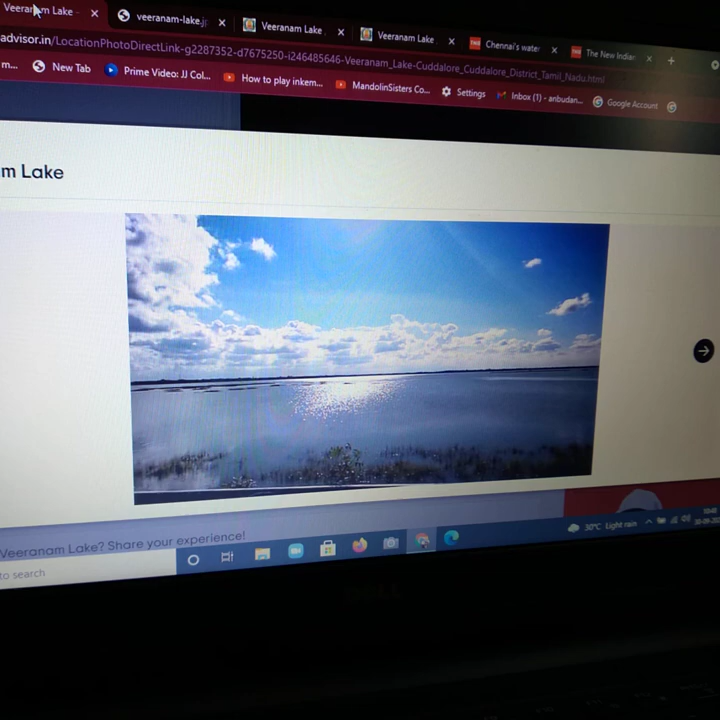 Veeranam Lake -
veeranam-lake.jp
Veeranam Lake
Veeranam Lake
Chennai's water
The New Indian
advisor.in/LocationPhotoDirectLink-g2287352-d7675250-i246485646-Veeranam_Lake-Cuddalore_Cuddalore_District_Tamil_Nadu.html
m...
New Tab
Prime Video: JJ Col...
How to play inkem...
MandolinSisters Co...
Settings
Inbox (1) - anbudan...
Google Account
m Lake
Veeranam Lake? Share your experience!
to search
30°C Light rain
DELL